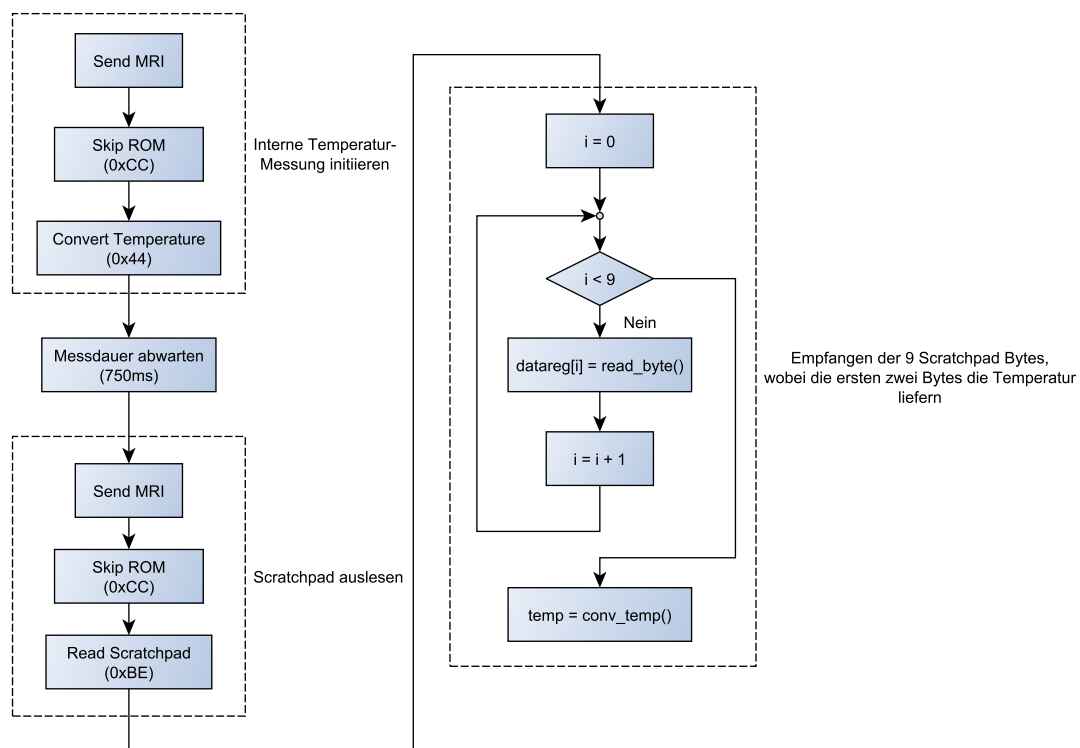 Send MRI
Skip ROM
(0xCC)
Convert Temperature
(0x44)
Interne Temperatur-
Messung initiieren
Messdauer abwarten
(750ms)
Send MRI
Skip ROM
(0xCC)
Read Scratchpad
(0xBE)
Scratchpad auslesen
i = 0
i < 9
Nein
datareg[i] = read_byte()
i = i + 1
temp = conv_temp()
Empfangen der 9 Scratchpad Bytes,
wobei die ersten zwei Bytes die Temperatur
liefern